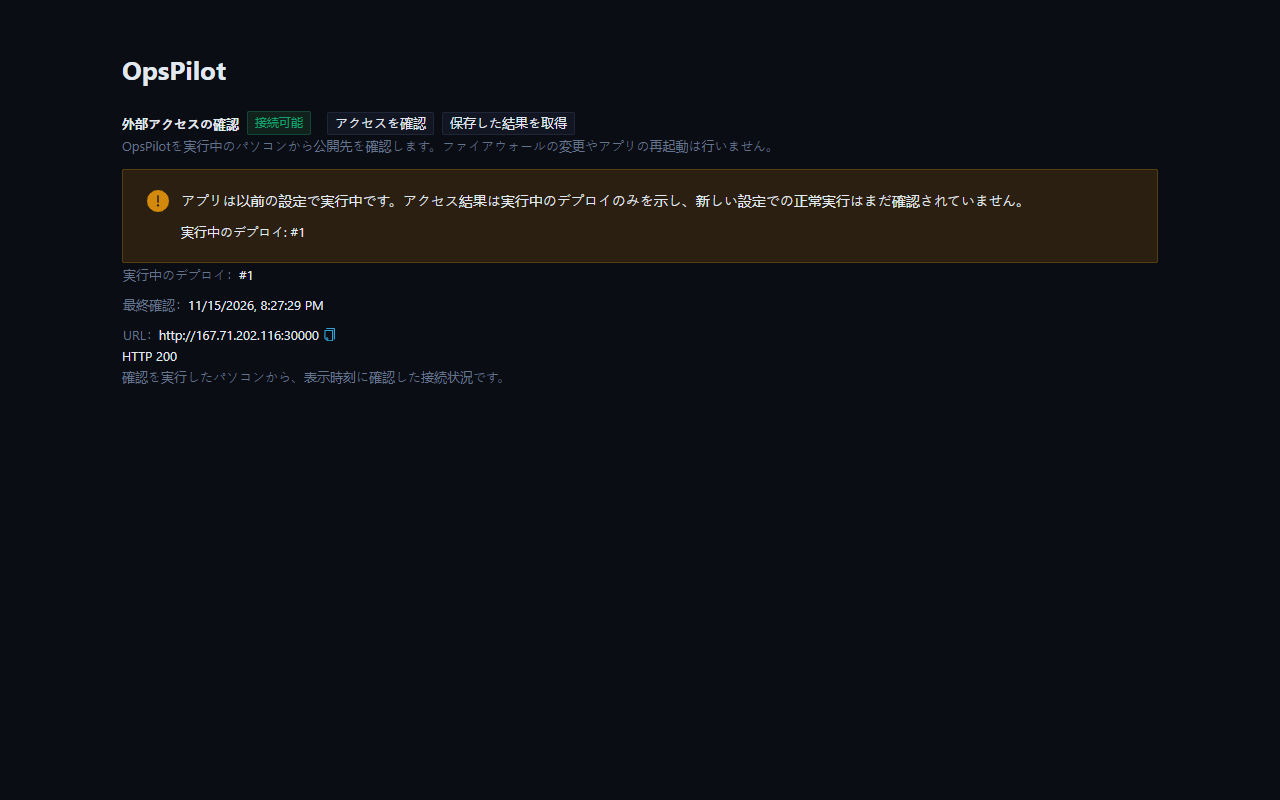 OpsPilot
外部アクセスの確認 接続可能 アクセスを確認 保存した結果を取得
OpsPilotを実行中のパソコンから公開先を確認します。ファイアウォールの変更やアプリの再起動は行いません。
アプリは以前の設定で実行中です。アクセス結果は実行中のデプロイのみを示し、新しい設定での正常実行はまだ確認されていません。
実行中のデプロイ: #1
実行中のデプロイ: #1
最終確認: 11/15/2026, 8:27:29 PM
URL: http://167.71.202.116:30000
HTTP 200
確認を実行したパソコンから、表示時刻に確認した接続状況です。